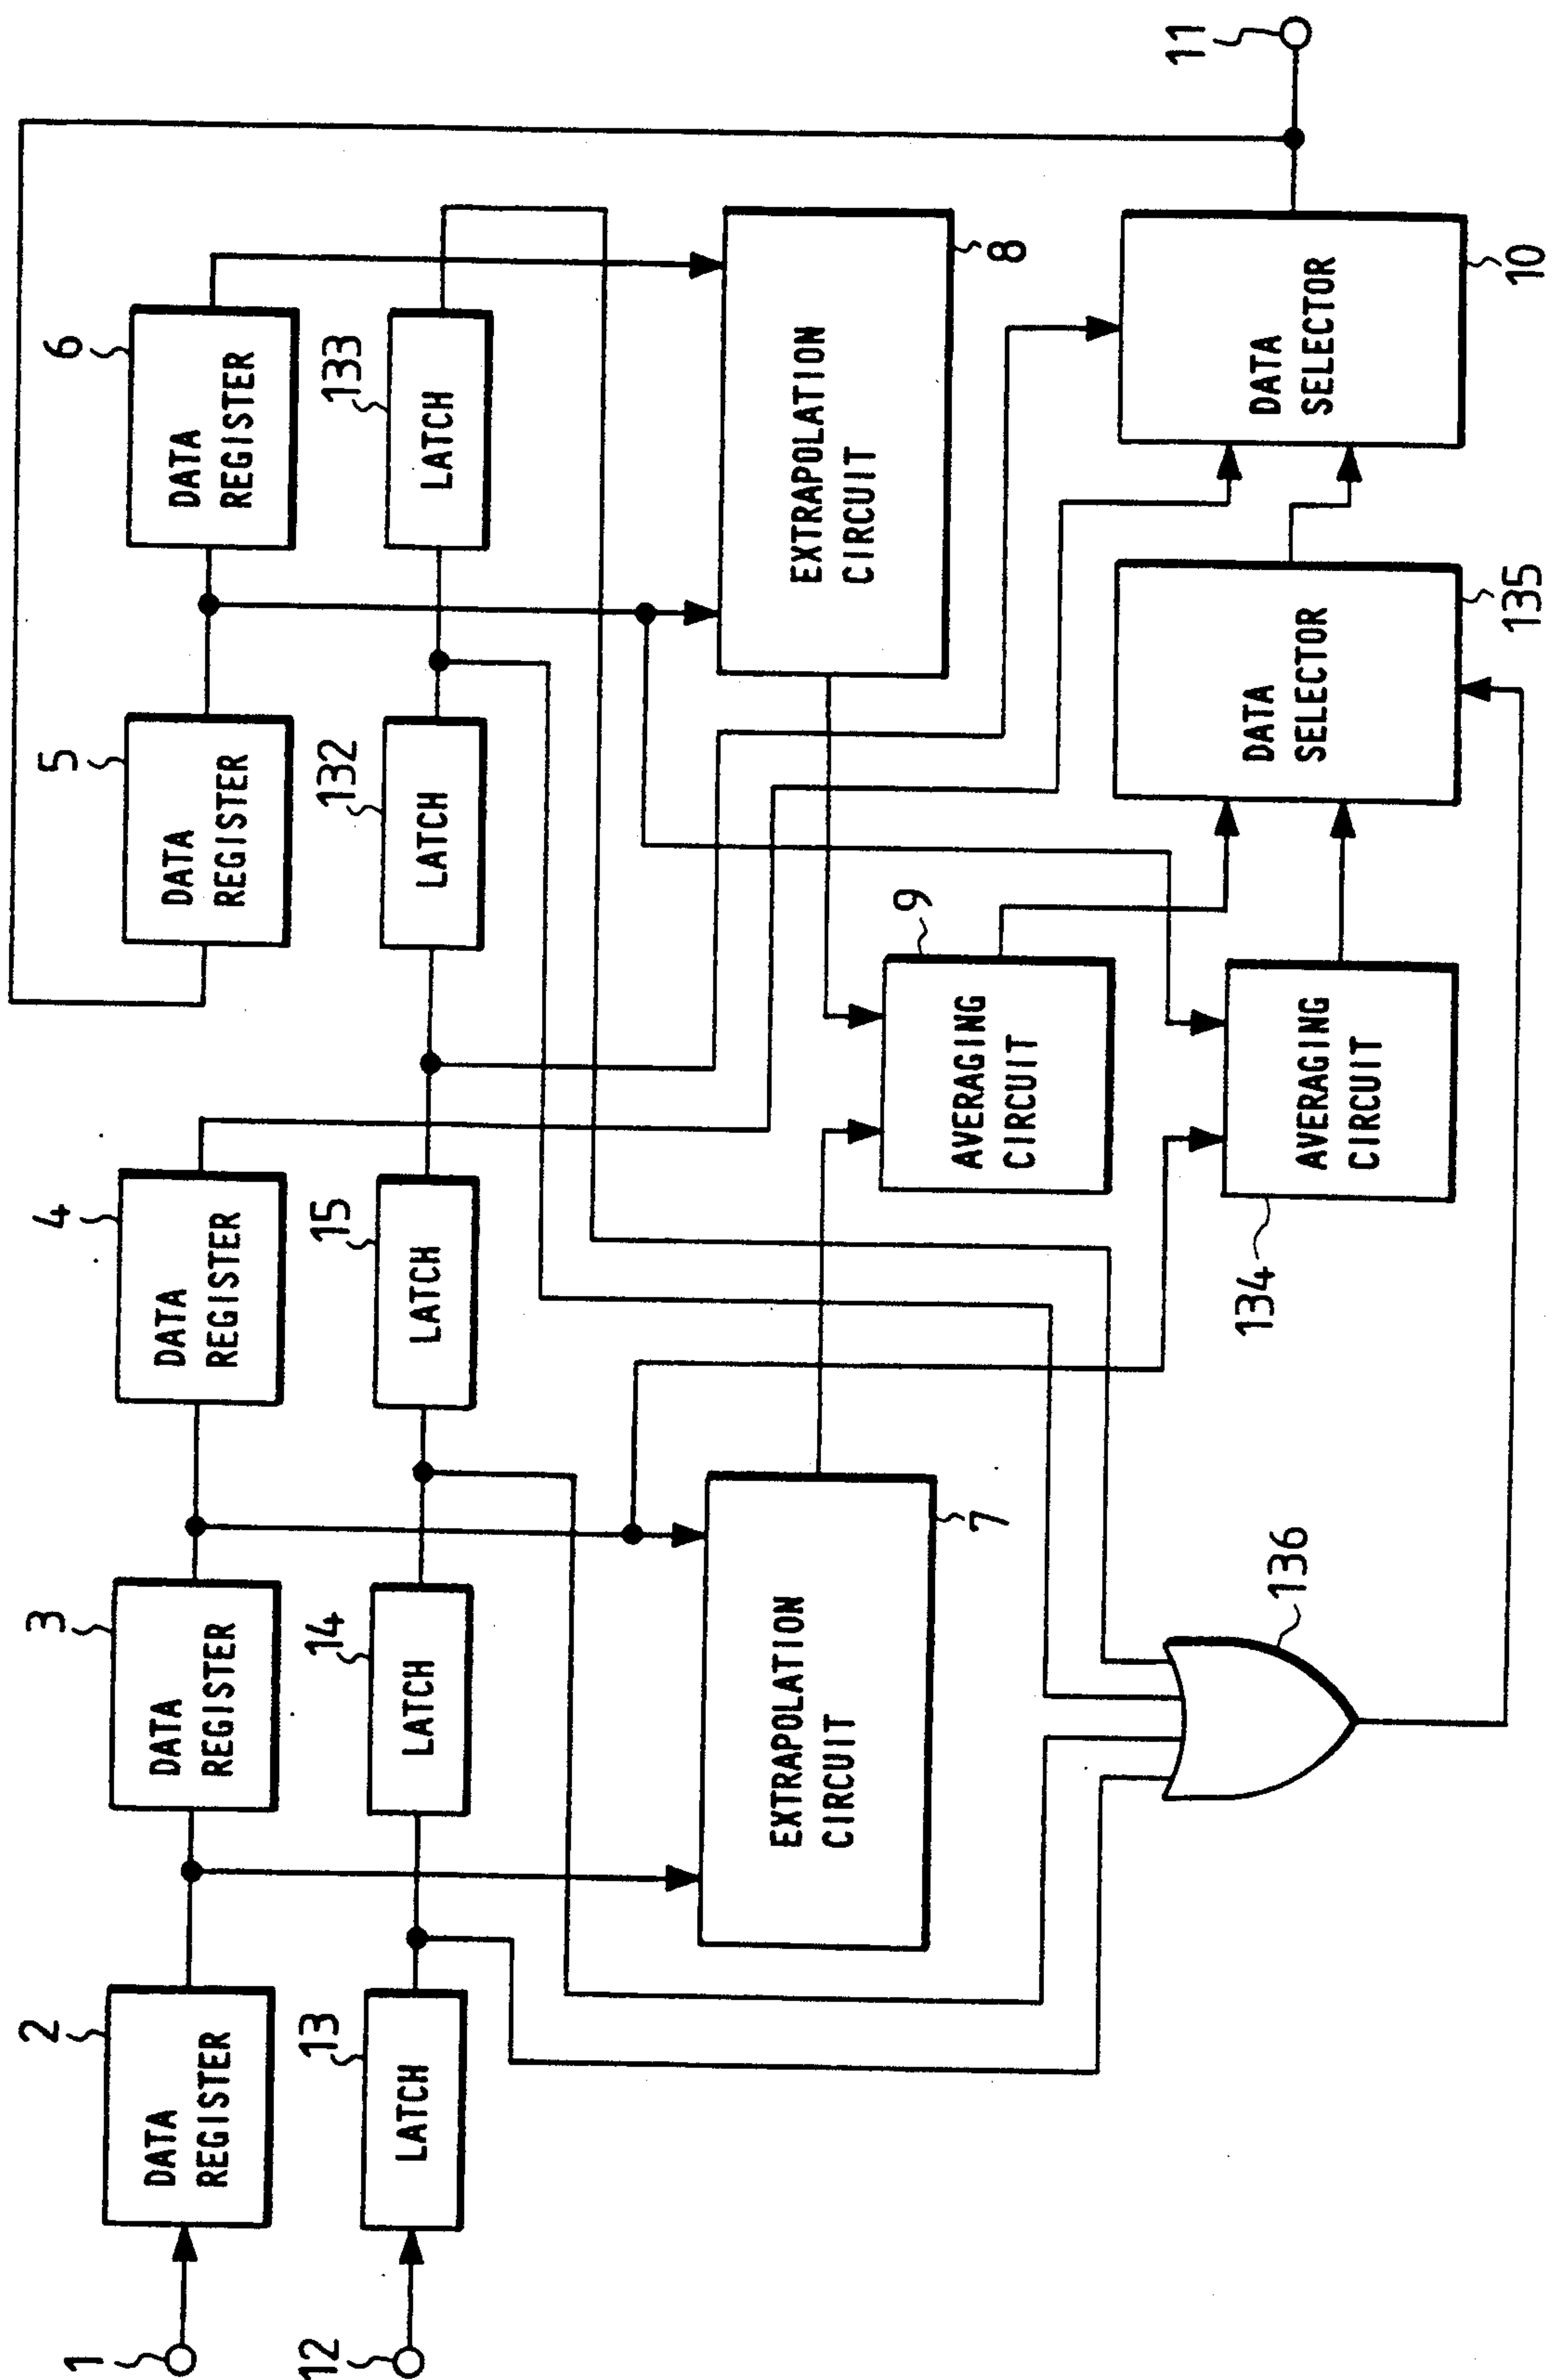 1
2
DATA
REGISTER
3
DATA
REGISTER
4
DATA
REGISTER
5
DATA
REGISTER
6
DATA
REGISTER
12
13
LATCH
14
LATCH
15
LATCH
132
LATCH
133
LATCH
EXTRAPOLATION
CIRCUIT
7
EXTRAPOLATION
CIRCUIT
8
9
AVERAGING
CIRCUIT
134
AVERAGING
CIRCUIT
136
DATA
SELECTOR
135
DATA
SELECTOR
10
11